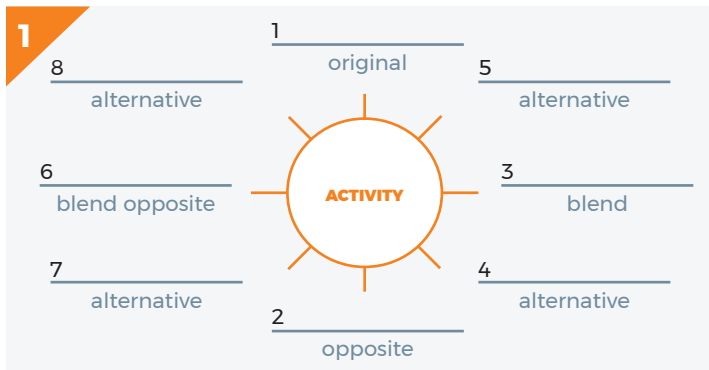 1
1
original
8
alternative
5
alternative
6
blend opposite
ACTIVITY
3
blend
7
alternative
4
alternative
2
opposite